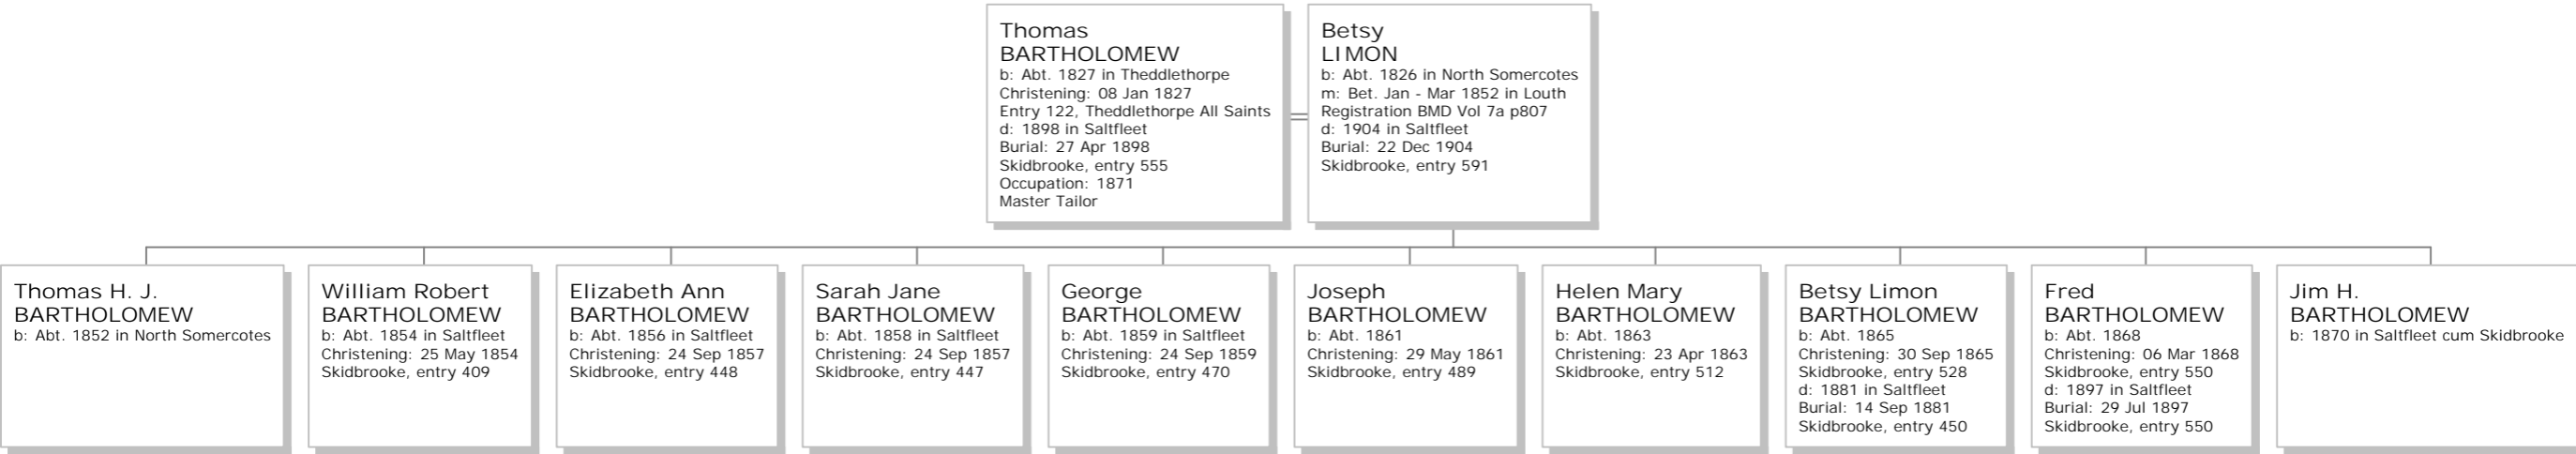 Thomas
BARTHOLOMEW
b: Abt. 1827 in Theddlethorpe
Christening: 08 Jan 1827
Entry 122, Theddlethorpe All Saints
d: 1898 in Saltfleet
Burial: 27 Apr 1898
Skidbrooke, entry 555
Occupation: 1871
Master Tailor
Betsy
LIMON
b: Abt. 1826 in North Somercotes
m: Bet. Jan - Mar 1852 in Louth
Registration BMD Vol 7a p807
d: 1904 in Saltfleet
Burial: 22 Dec 1904
Skidbrooke, entry 591
Thomas H. J.
BARTHOLOMEW
b: Abt. 1852 in North Somercotes
William Robert
BARTHOLOMEW
b: Abt. 1854 in Saltfleet
Christening: 25 May 1854
Skidbrooke, entry 409
Elizabeth Ann
BARTHOLOMEW
b: Abt. 1856 in Saltfleet
Christening: 24 Sep 1857
Skidbrooke, entry 448
Sarah Jane
BARTHOLOMEW
b: Abt. 1858 in Saltfleet
Christening: 24 Sep 1857
Skidbrooke, entry 447
George
BARTHOLOMEW
b: Abt. 1859 in Saltfleet
Christening: 24 Sep 1859
Skidbrooke, entry 470
Joseph
BARTHOLOMEW
b: Abt. 1861
Christening: 29 May 1861
Skidbrooke, entry 489
Helen Mary
BARTHOLOMEW
b: Abt. 1863
Christening: 23 Apr 1863
Skidbrooke, entry 512
Betsy Limon
BARTHOLOMEW
b: Abt. 1865
Christening: 30 Sep 1865
Skidbrooke, entry 528
d: 1881 in Saltfleet
Burial: 14 Sep 1881
Skidbrooke, entry 450
Fred
BARTHOLOMEW
b: Abt. 1868
Christening: 06 Mar 1868
Skidbrooke, entry 550
d: 1897 in Saltfleet
Burial: 29 Jul 1897
Skidbrooke, entry 550
Jim H.
BARTHOLOMEW
b: 1870 in Saltfleet cum Skidbrooke